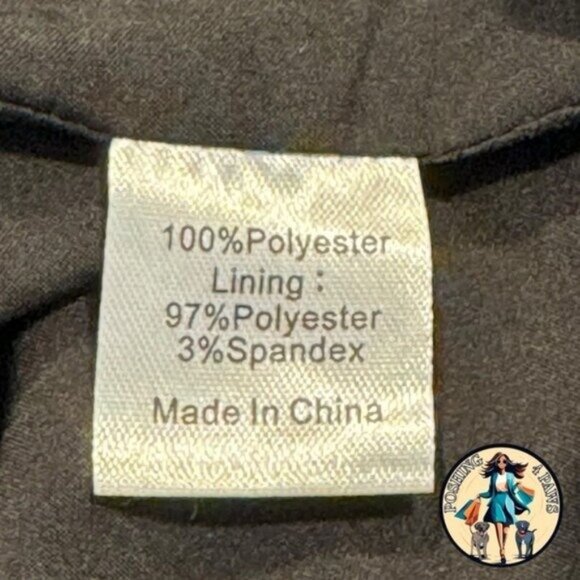 100%Polyester
Lining :
97%Polyester
3%Spandex
Made In China
POSHING 4 PAWS